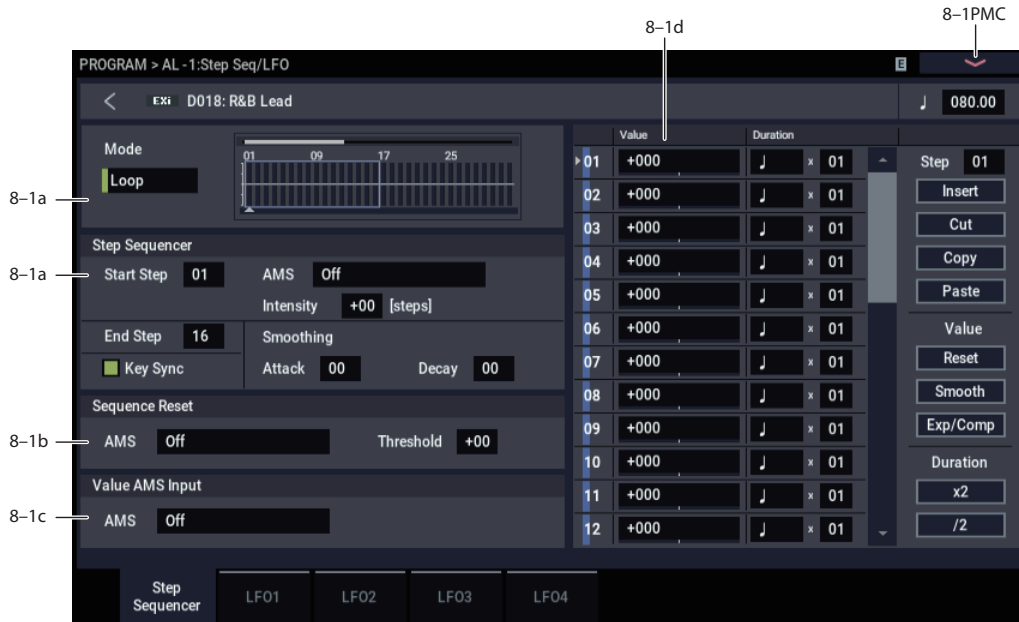 8–1PMC
8–1d
PROGRAM > AL -1:Step Seq/LFO E
EXi D018: R&B Lead ♩ 080.00
Value Duration
Mode
Loop
01 09 17 25
8–1a
Step Sequencer
8–1a
Start Step 01 AMS Off
Intensity +00 [steps]
End Step 16 Smoothing
Key Sync Attack 00 Decay 00
Sequence Reset
8–1b
AMS Off Threshold +00
Value AMS Input
8–1c
AMS Off
01 +000 ♩ x 01
02 +000 ♩ x 01
03 +000 ♩ x 01
04 +000 ♩ x 01
05 +000 ♩ x 01
06 +000 ♩ x 01
07 +000 ♩ x 01
08 +000 ♩ x 01
09 +000 ♩ x 01
10 +000 ♩ x 01
11 +000 ♩ x 01
12 +000 ♩ x 01
Step 01
Insert
Cut
Copy
Paste
Value
Reset
Smooth
Exp/Comp
Duration
x2
/2
Step
Sequencer
LFO1 LFO2 LFO3 LFO4